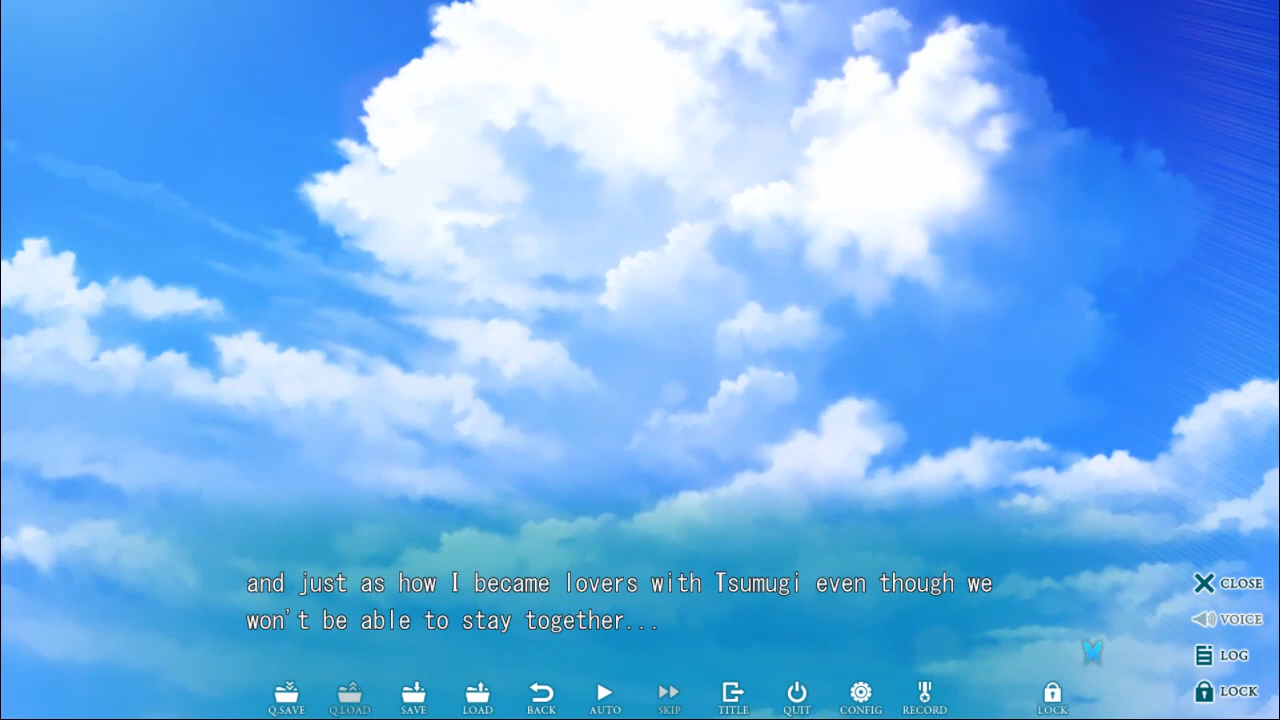 and just as how I became lovers with Tsumugi even though we
won't be able to stay together...
CLOSE
VOICE
LOG
LOCK
Q.SAVE Q.LOAD SAVE LOAD BACK AUTO SKIP TITLE QUIT CONFIG RECORD LOCK